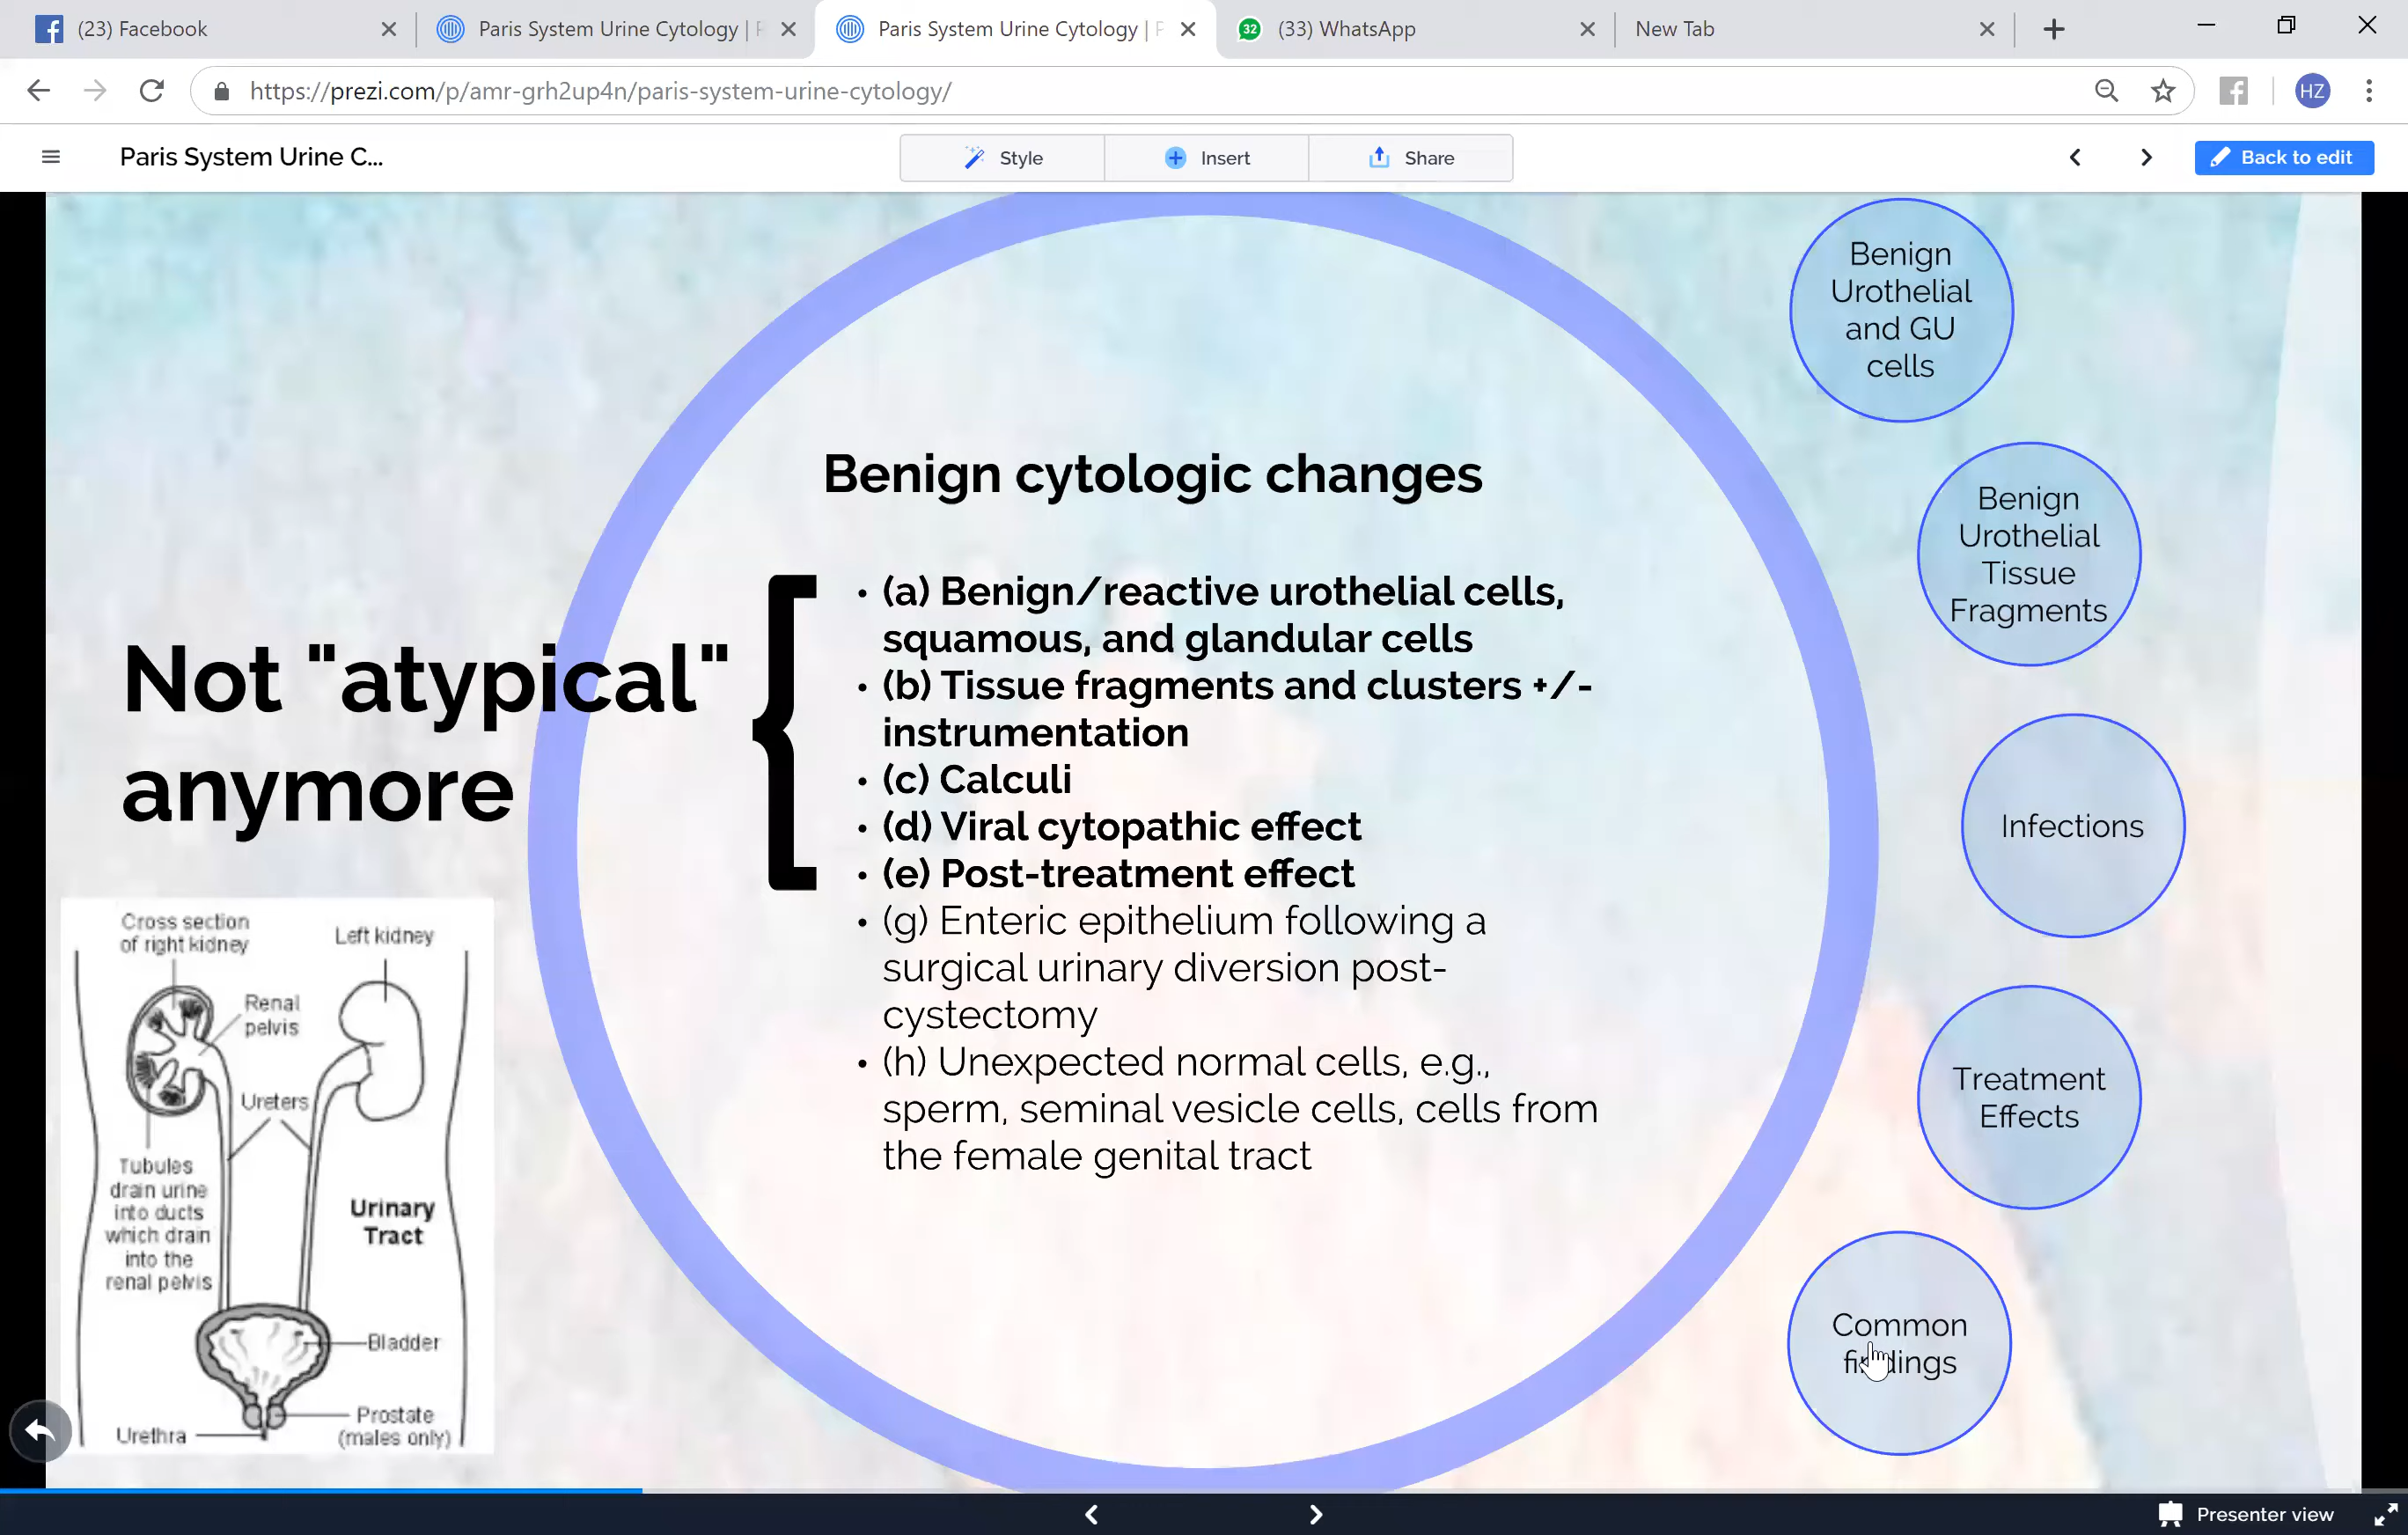 (23) Facebook
Paris System Urine Cytology |
Paris System Urine Cytology |
32
(33) WhatsApp
New Tab
https://prezi.com/p/amr-grh2up4n/paris-system-urine-cytology/
HZ
Paris System Urine C...
Style
Insert
Share
Back to edit
Not "atypical"
anymore
Benign cytologic changes
• (a) Benign/reactive urothelial cells,
squamous, and glandular cells
• (b) Tissue fragments and clusters +/-
instrumentation
• (c) Calculi
• (d) Viral cytopathic effect
• (e) Post-treatment effect
• (g) Enteric epithelium following a
surgical urinary diversion post-
cystectomy
• (h) Unexpected normal cells, e.g.,
sperm, seminal vesicle cells, cells from
the female genital tract
Benign
Urothelial
and GU
cells
Benign
Urothelial
Tissue
Fragments
Infections
Treatment
Effects
Common
findings
Cross section
of right kidney
Left kidney
Renal
pelvis
Ureters
Tubules
drain urine
into ducts
which drain
into the
renal pelvis
Urinary
Tract
Bladder
Prostate
(males only)
Urethra
Presenter view